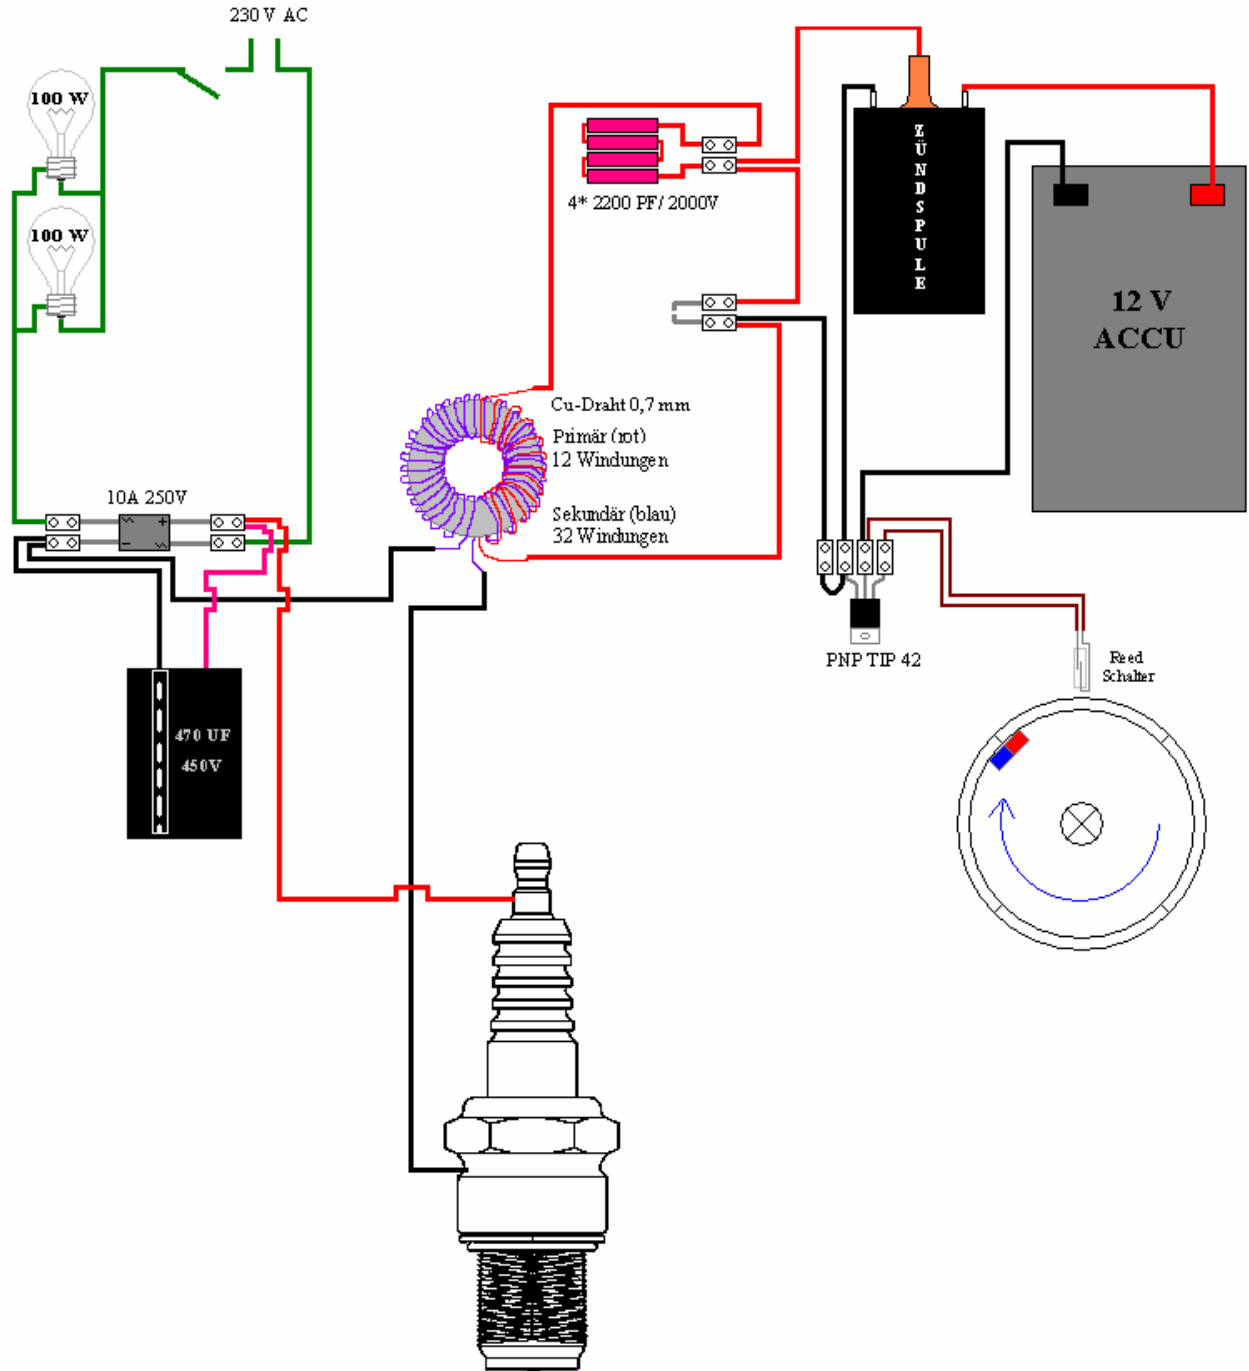 230 V AC
100 W
100 W
4* 2200 PF/ 2000V
ZÜNDSPULE
12 V
ACCU
Cu-Draht 0,7 mm
Primär (rot)
12 Windungen
Sekundär (blau)
32 Windungen
10A 250V
+
-
PNP TIP 42
Reed
Schalter
470 UF
450V